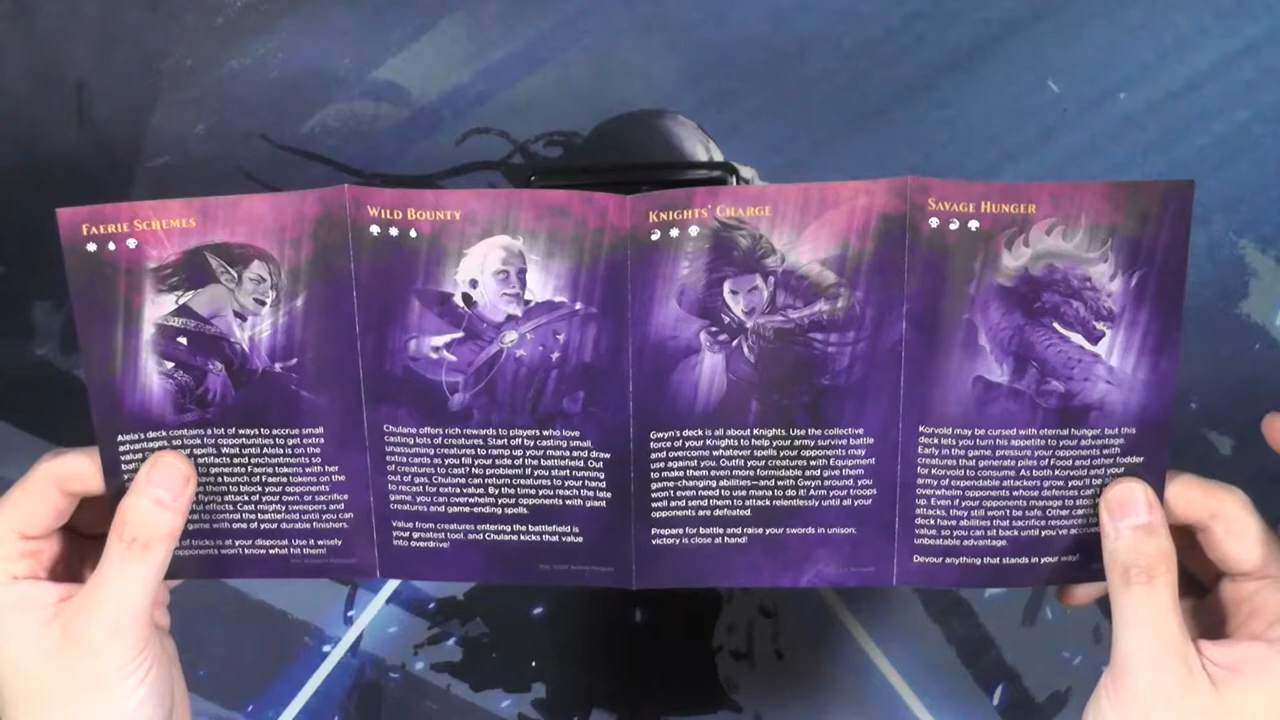 FAERIE SCHEMES
Alela's deck contains a lot of ways to accrue small
advantages, so look for opportunities to get extra
value your spells. Wait until Alela is on the
artifacts and enchantments so
to generate Faerie tokens with her
have a bunch of Faerie tokens on the
them to block your opponents'
flying attack of your own, or sacrifice
effects. Cast mighty sweepers and
to control the battlefield until you can
game with one of your durable finishers.
of tricks is at your disposal. Use it wisely
opponents won't know what hit them!
WILD BOUNTY
Chulane offers rich rewards to players who love
casting lots of creatures. Start off by casting small,
unassuming creatures to ramp up your mana and draw
extra cards as you fill your side of the battlefield. Out
of creatures to cast? No problem! If you start running
out of gas, Chulane can return creatures to your hand
to recast for extra value. By the time you reach the late
game, you can overwhelm your opponents with giant
creatures and game-ending spells.
Value from creatures entering the battlefield is
your greatest tool, and Chulane kicks that value
into overdrive!
KNIGHTS' CHARGE
Gwyn's deck is all about Knights. Use the collective
force of your Knights to help your army survive battle
and overcome whatever spells your opponents may
use against you. Outfit your creatures with Equipment
to make them even more formidable and give them
game-changing abilities—and with Gwyn around, you
won't even need to use mana to do it! Arm your troops
well and send them to attack relentlessly until all your
opponents are defeated.
Prepare for battle and raise your swords in unison;
victory is close at hand!
SAVAGE HUNGER
Korvold may be cursed with eternal hunger, but this
deck lets you turn his appetite to your advantage.
Early in the game, pressure your opponents with
creatures that generate piles of Food and other fodder
for Korvold to consume. As both Korvold and your
army of expendable attackers grow, you'll be
overwhelm opponents whose defenses can't
up. Even if your opponents manage to stop
attacks, they still won't be safe. Other cards
deck have abilities that sacrifice resources
value, so you can sit back until you've accrued
unbeatable advantage.
Devour anything that stands in your way!